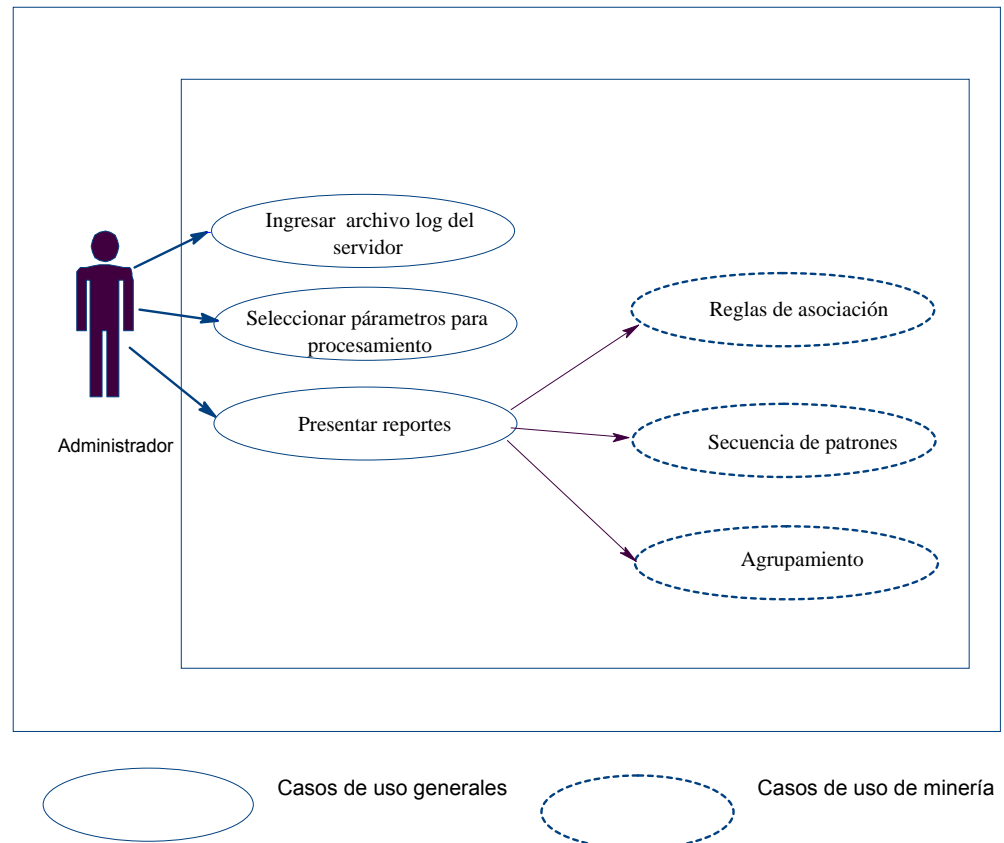 Ingresar archivo log del
servidor
Seleccionar párametros para
procesamiento
Presentar reportes
Administrador
Reglas de asociación
Secuencia de patrones
Agrupamiento
Casos de uso generales
Casos de uso de minería